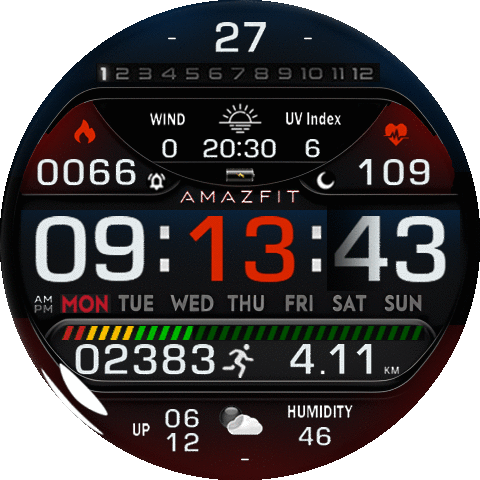 - 27 -
1 2 3 4 5 6 7 8 9 10 11 12
WIND UV Index
0 20:30 6
0066 109
AMAZFIT
09:13:43
AM
PM
MON TUE WED THU FRI SAT SUN
02383 4.11 KM
UP 06
12
HUMIDITY
46
-